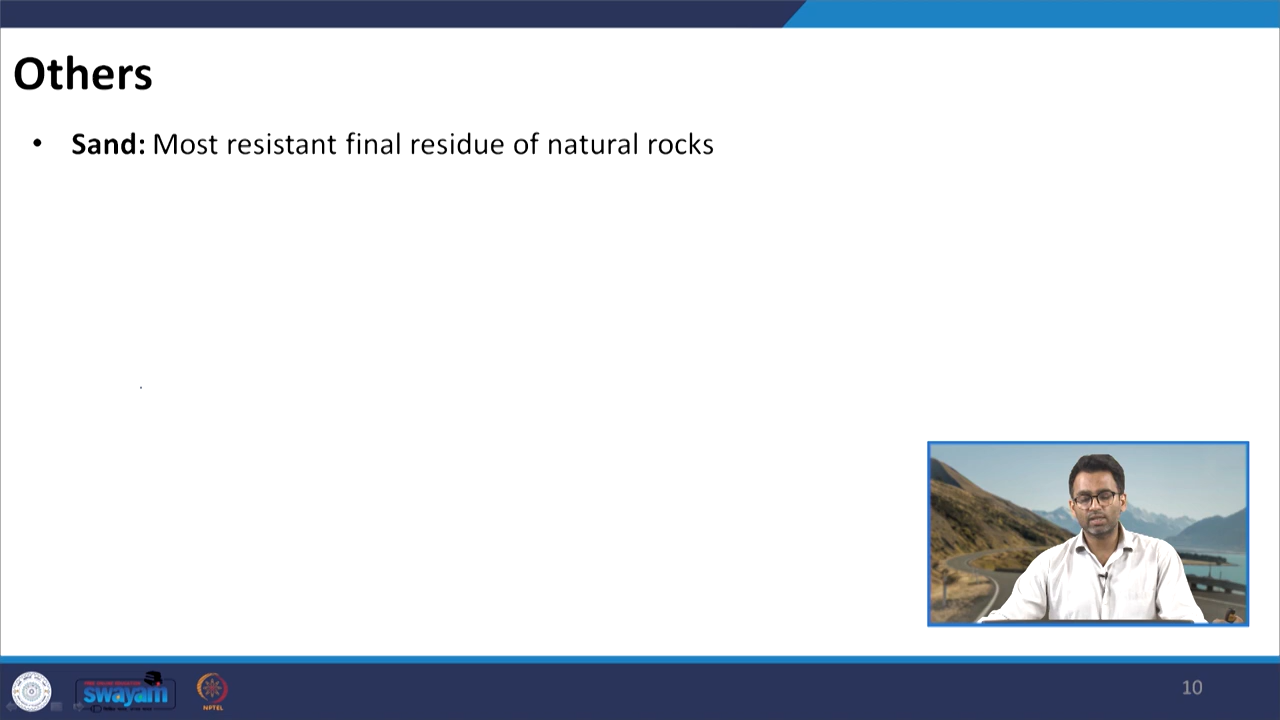 Others
• Sand: Most resistant final residue of natural rocks
swayam
NPTEL
10